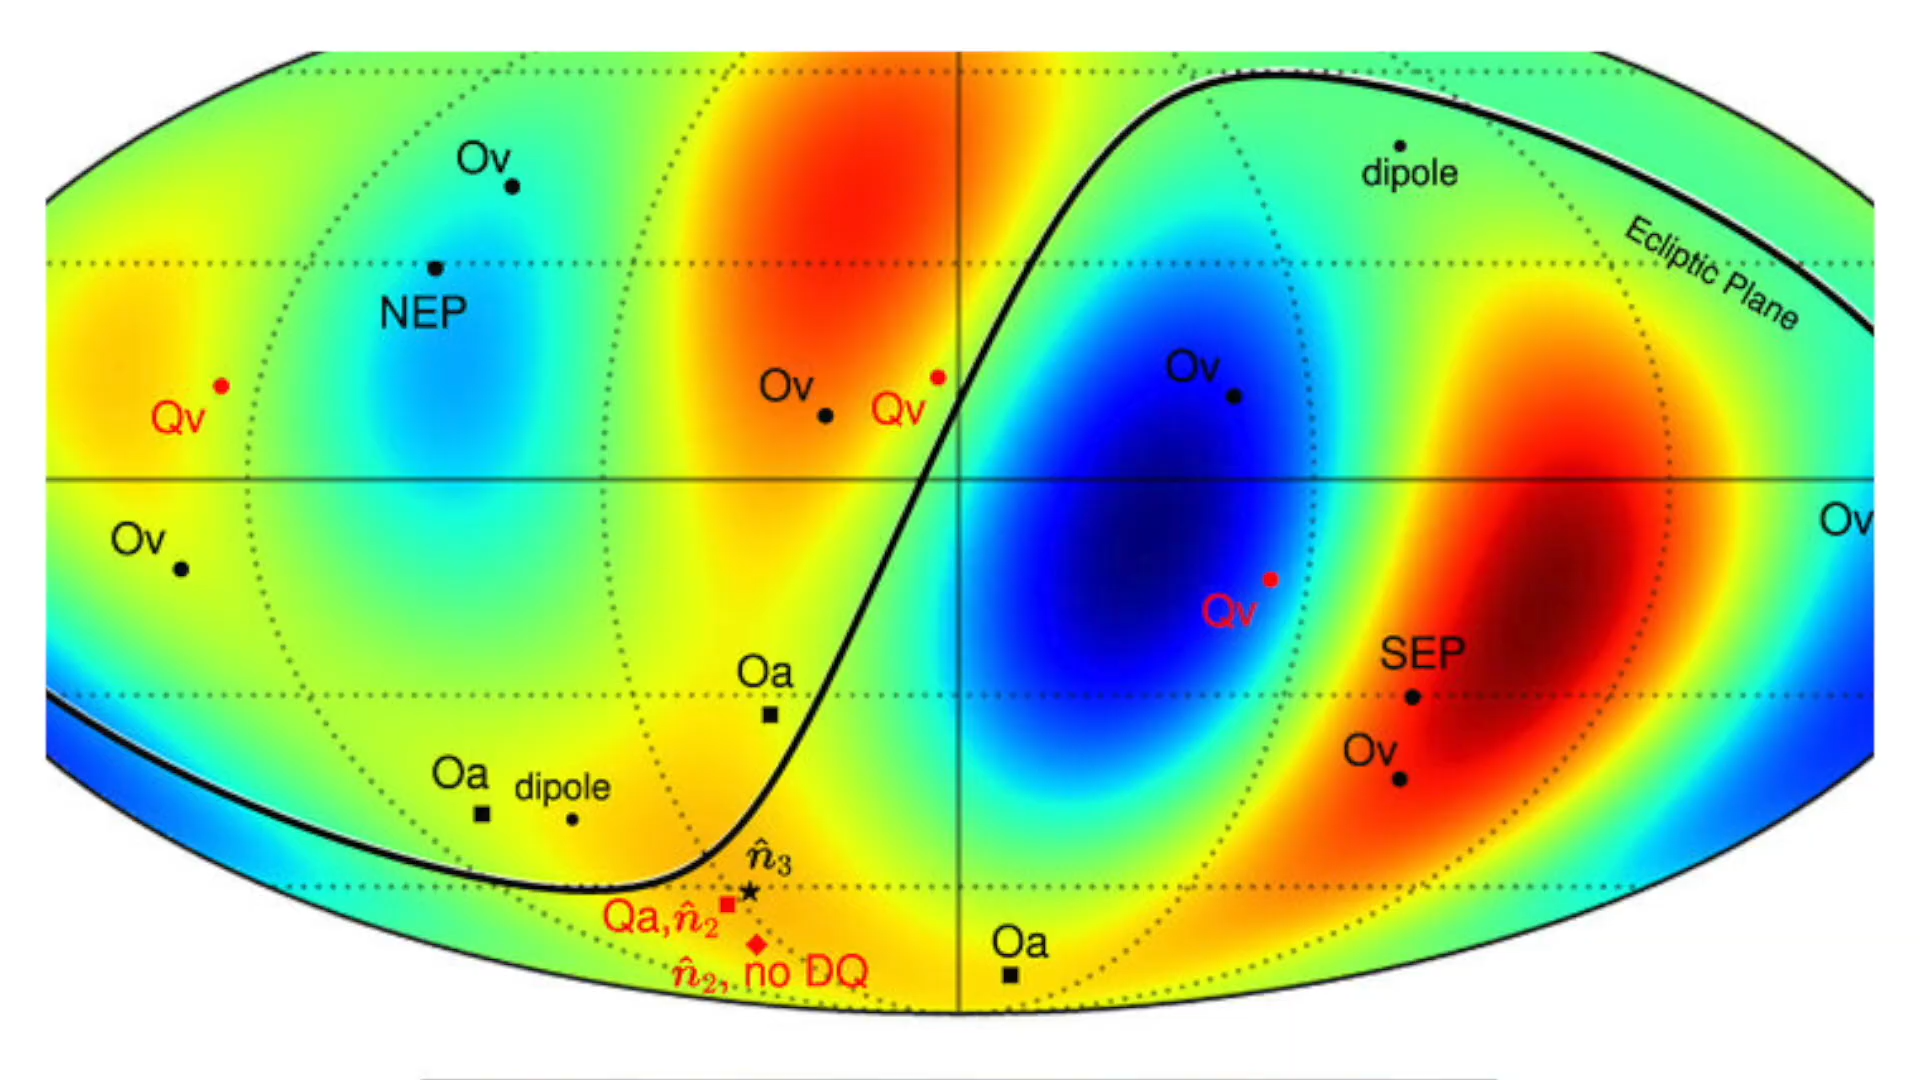 Ov
dipole
Ecliptic Plane
NEP
Ov
Ov
Qv
Qv
Ov
Ov
Qv
SEP
Oa
Ov
Oa
dipole
n̂₃
Qa, n̂₂
n̂₂, no DQ
Oa
Ov